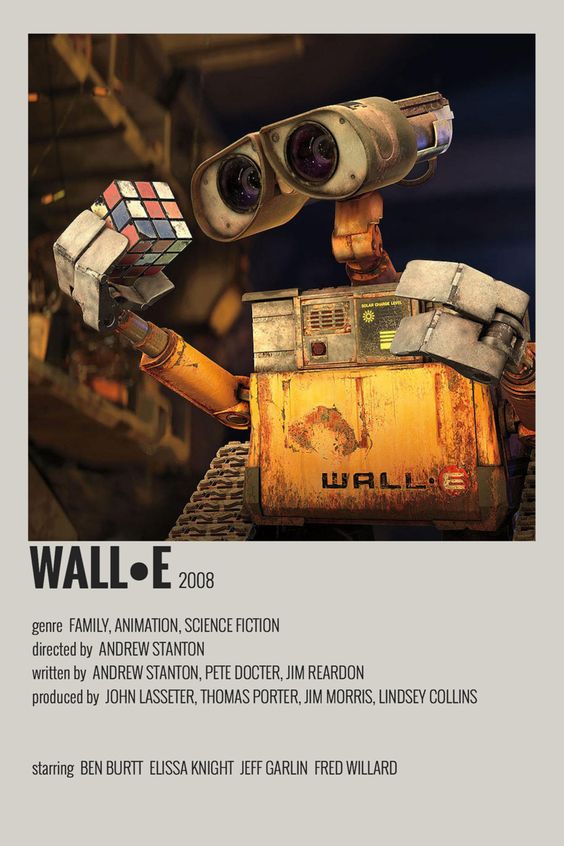 SOLAR CHARGE LEVEL
WALL•E
WALL•E 2008
genre FAMILY, ANIMATION, SCIENCE FICTION
directed by ANDREW STANTON
written by ANDREW STANTON, PETE DOCTER, JIM REARDON
produced by JOHN LASSETER, THOMAS PORTER, JIM MORRIS, LINDSEY COLLINS
starring BEN BURTT ELISSA KNIGHT JEFF GARLIN FRED WILLARD